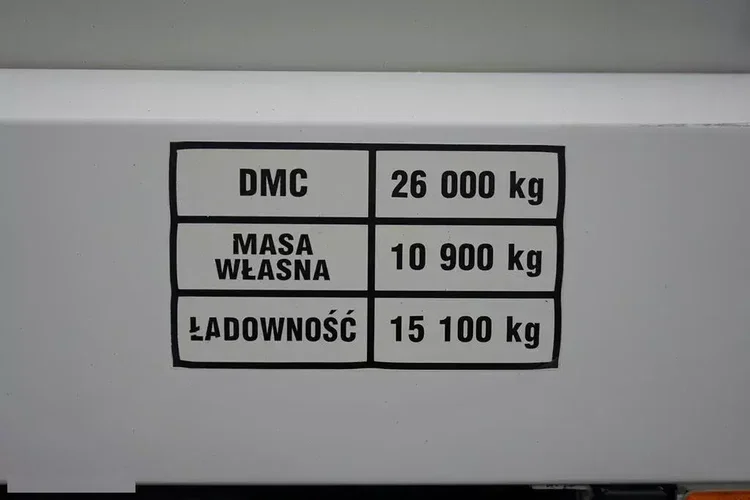 DMC 26 000 kg
MASA
WŁASNA 10 900 kg
ŁADOWNOŚĆ 15 100 kg